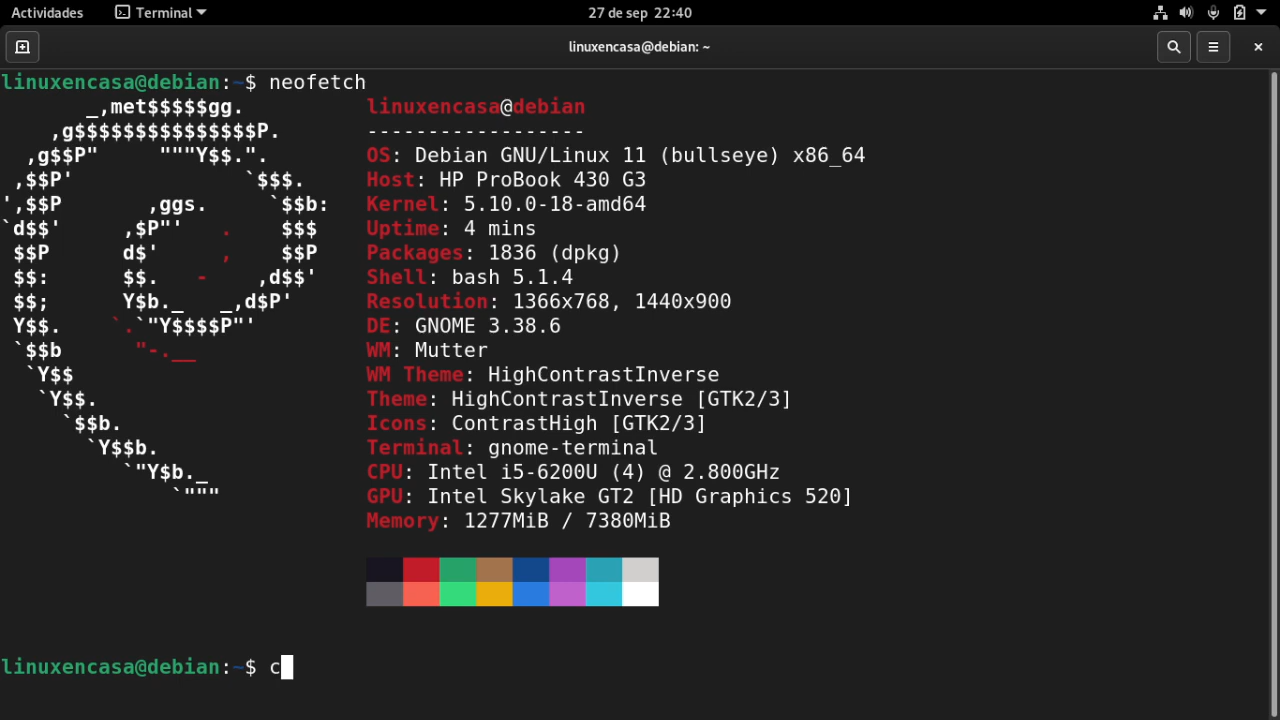 Actividades Terminal 27 de sep 22:40
linuxencasa@debian: ~
linuxencasa@debian:~$ neofetch
       _,met$$$$$gg.          linuxencasa@debian
    ,g$$$$$$$$$$$$$$$P.       ------------------
  ,g$$P"     """Y$$.".        OS: Debian GNU/Linux 11 (bullseye) x86_64
 ,$$P'              `$$$.     Host: HP ProBook 430 G3
',$$P       ,ggs.     `$$b:   Kernel: 5.10.0-18-amd64
`d$$'     ,$P"'   .    $$$    Uptime: 4 mins
 $$P      d$'     ,    $$P    Packages: 1836 (dpkg)
 $$:      $$.   -    ,d$$'    Shell: bash 5.1.4
 $$;      Y$b._   _,d$P'      Resolution: 1366x768, 1440x900
 Y$$.    `.`"Y$$$$P"'         DE: GNOME 3.38.6
 `$$b      "-.__              WM: Mutter
  `Y$$                        WM Theme: HighContrastInverse
   `Y$$.                      Theme: HighContrastInverse [GTK2/3]
     `$$b.                    Icons: ContrastHigh [GTK2/3]
       `Y$$b.                 Terminal: gnome-terminal
          `"Y$b._             CPU: Intel i5-6200U (4) @ 2.800GHz
              `"""            GPU: Intel Skylake GT2 [HD Graphics 520]
                              Memory: 1277MiB / 7380MiB
linuxencasa@debian:~$ c